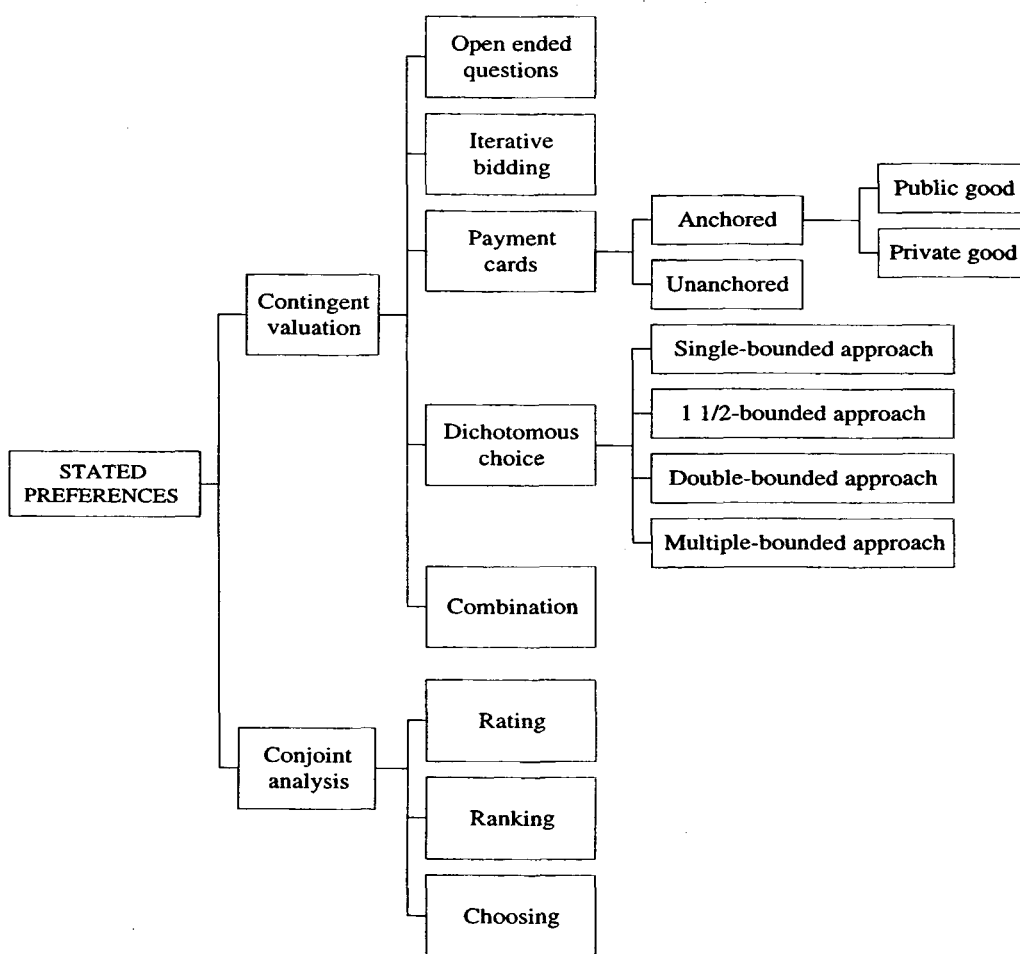 Open ended
questions
Iterative
bidding
Payment
cards
Anchored
Unanchored
Public good
Private good
Contingent
valuation
Dichotomous
choice
Single-bounded approach
1 1/2-bounded approach
Double-bounded approach
Multiple-bounded approach
STATED
PREFERENCES
Combination
Conjoint
analysis
Rating
Ranking
Choosing